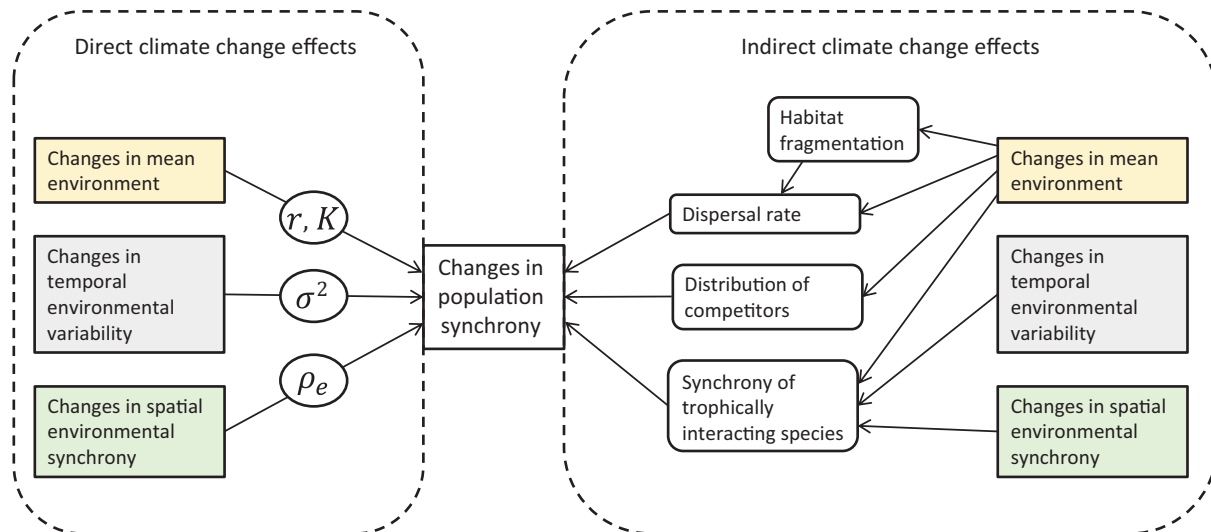 Direct climate change effects
Changes in mean
environment
r, K
Changes in
temporal
environmental
variability
σ²
Changes in spatial
environmental
synchrony
ρₑ
Changes in
population
synchrony
Indirect climate change effects
Habitat
fragmentation
Dispersal rate
Distribution of
competitors
Synchrony of
trophically
interacting species
Changes in mean
environment
Changes in
temporal
environmental
variability
Changes in spatial
environmental
synchrony